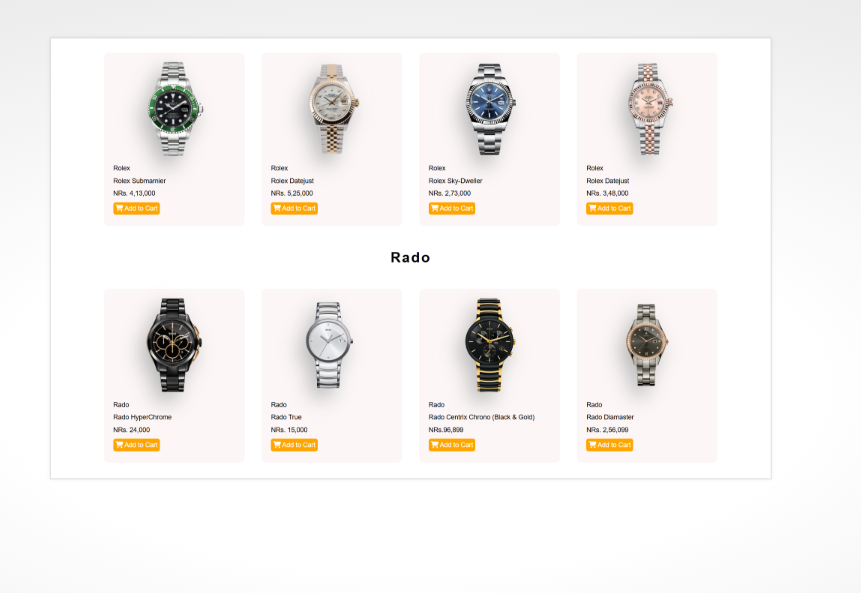 Rolex
Rolex Submarnier
NRs. 4,13,000
Add to Cart
Rolex
Rolex Datejust
NRs. 5,25,000
Add to Cart
Rolex
Rolex Sky-Dweller
NRs. 2,73,000
Add to Cart
Rolex
Rolex Datejust
NRs. 3,48,000
Add to Cart
Rado
Rado
Rado HyperChrome
NRs. 24,000
Add to Cart
Rado
Rado True
NRs. 15,000
Add to Cart
Rado
Rado Centrix Chrono (Black & Gold)
NRs.96,899
Add to Cart
Rado
Rado Diamaster
NRs. 2,56,099
Add to Cart